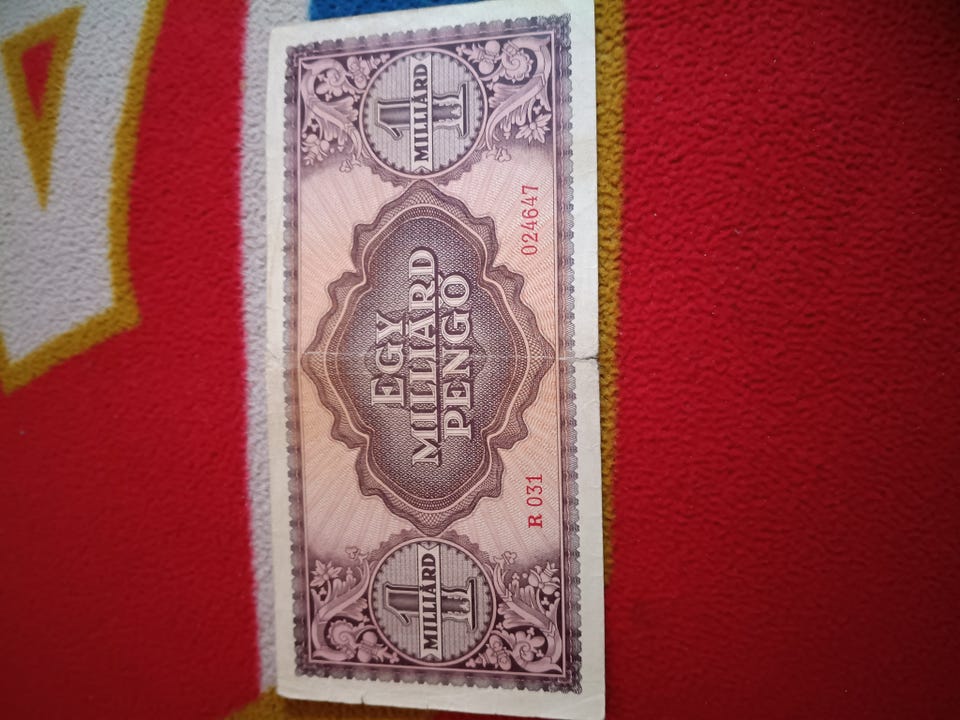 1
MILLIÁRD
1
MILLIÁRD
EGY
MILLIÁRD
PENGŐ
R 031
024647